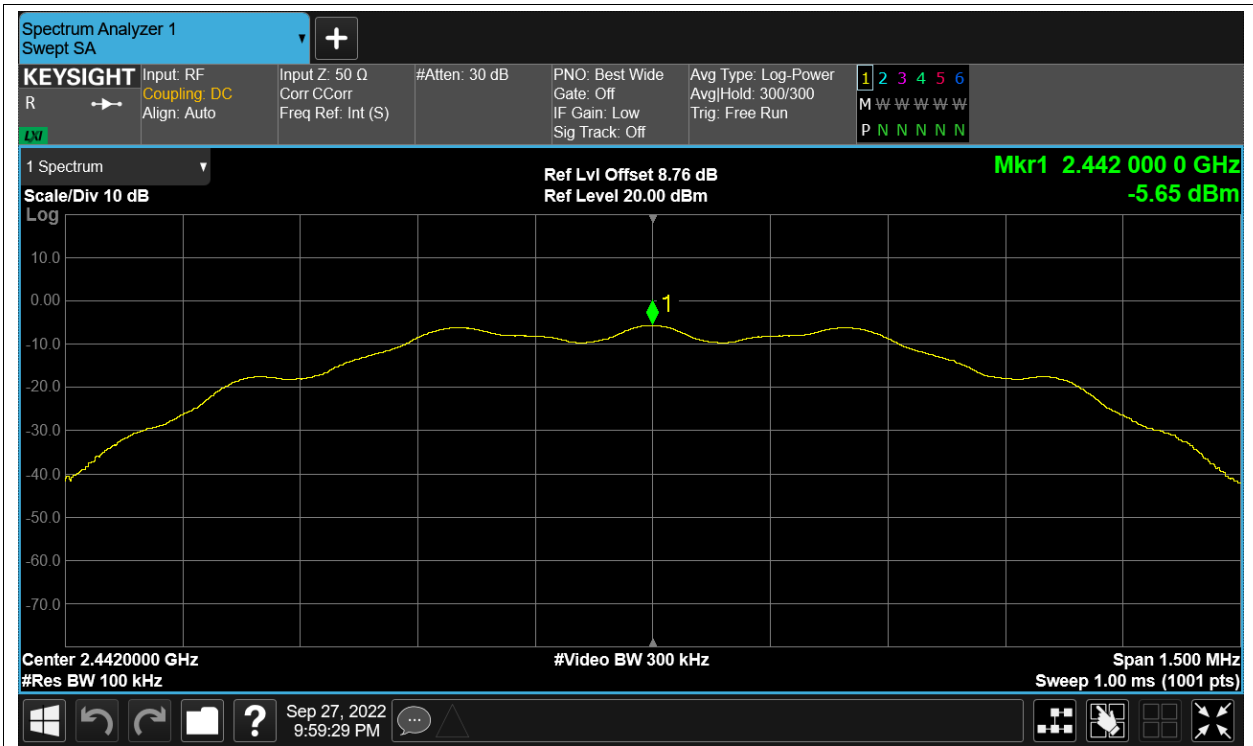 Spectrum Analyzer 1
Swept SA
KEYSIGHT
R
LXI
Input: RF
Coupling: DC
Align: Auto
Input Z: 50 Ω
Corr CCorr
Freq Ref: Int (S)
#Atten: 30 dB
PNO: Best Wide
Gate: Off
IF Gain: Low
Sig Track: Off
Avg Type: Log-Power
Avg|Hold: 300/300
Trig: Free Run
1 2 3 4 5 6
M W W W W W W
P N N N N N N
1 Spectrum
Scale/Div 10 dB
Log
Ref Lvl Offset 8.76 dB
Ref Level 20.00 dBm
Mkr1 2.442 000 0 GHz
-5.65 dBm
10.0
0.00
1
-10.0
-20.0
-30.0
-40.0
-50.0
-60.0
-70.0
Center 2.4420000 GHz
#Video BW 300 kHz
Span 1.500 MHz
#Res BW 100 kHz
Sweep 1.00 ms (1001 pts)
?
Sep 27, 2022
9:59:29 PM